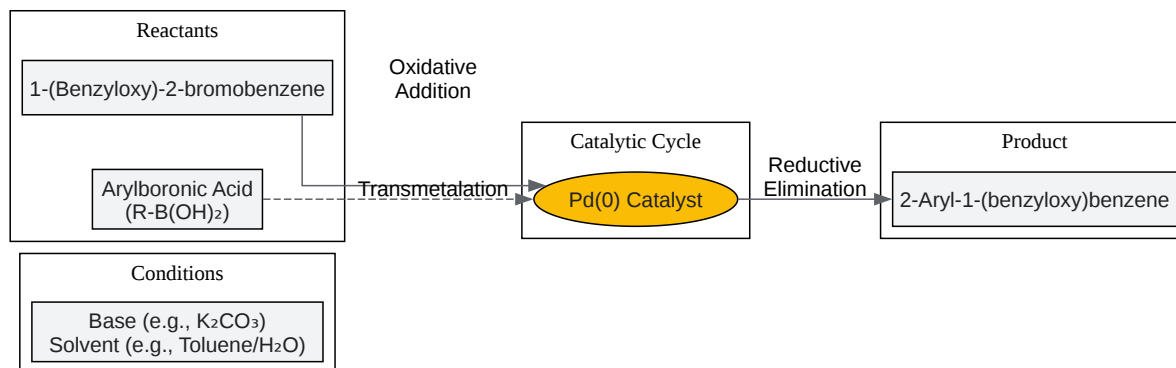 Reactants
1-(Benzyloxy)-2-bromobenzene
Arylboronic Acid
(R-B(OH)₂)
Oxidative
Addition
Transmetalation
Catalytic Cycle
Pd(0) Catalyst
Reductive
Elimination
Product
2-Aryl-1-(benzyloxy)benzene
Conditions
Base (e.g., K₂CO₃)
Solvent (e.g., Toluene/H₂O)